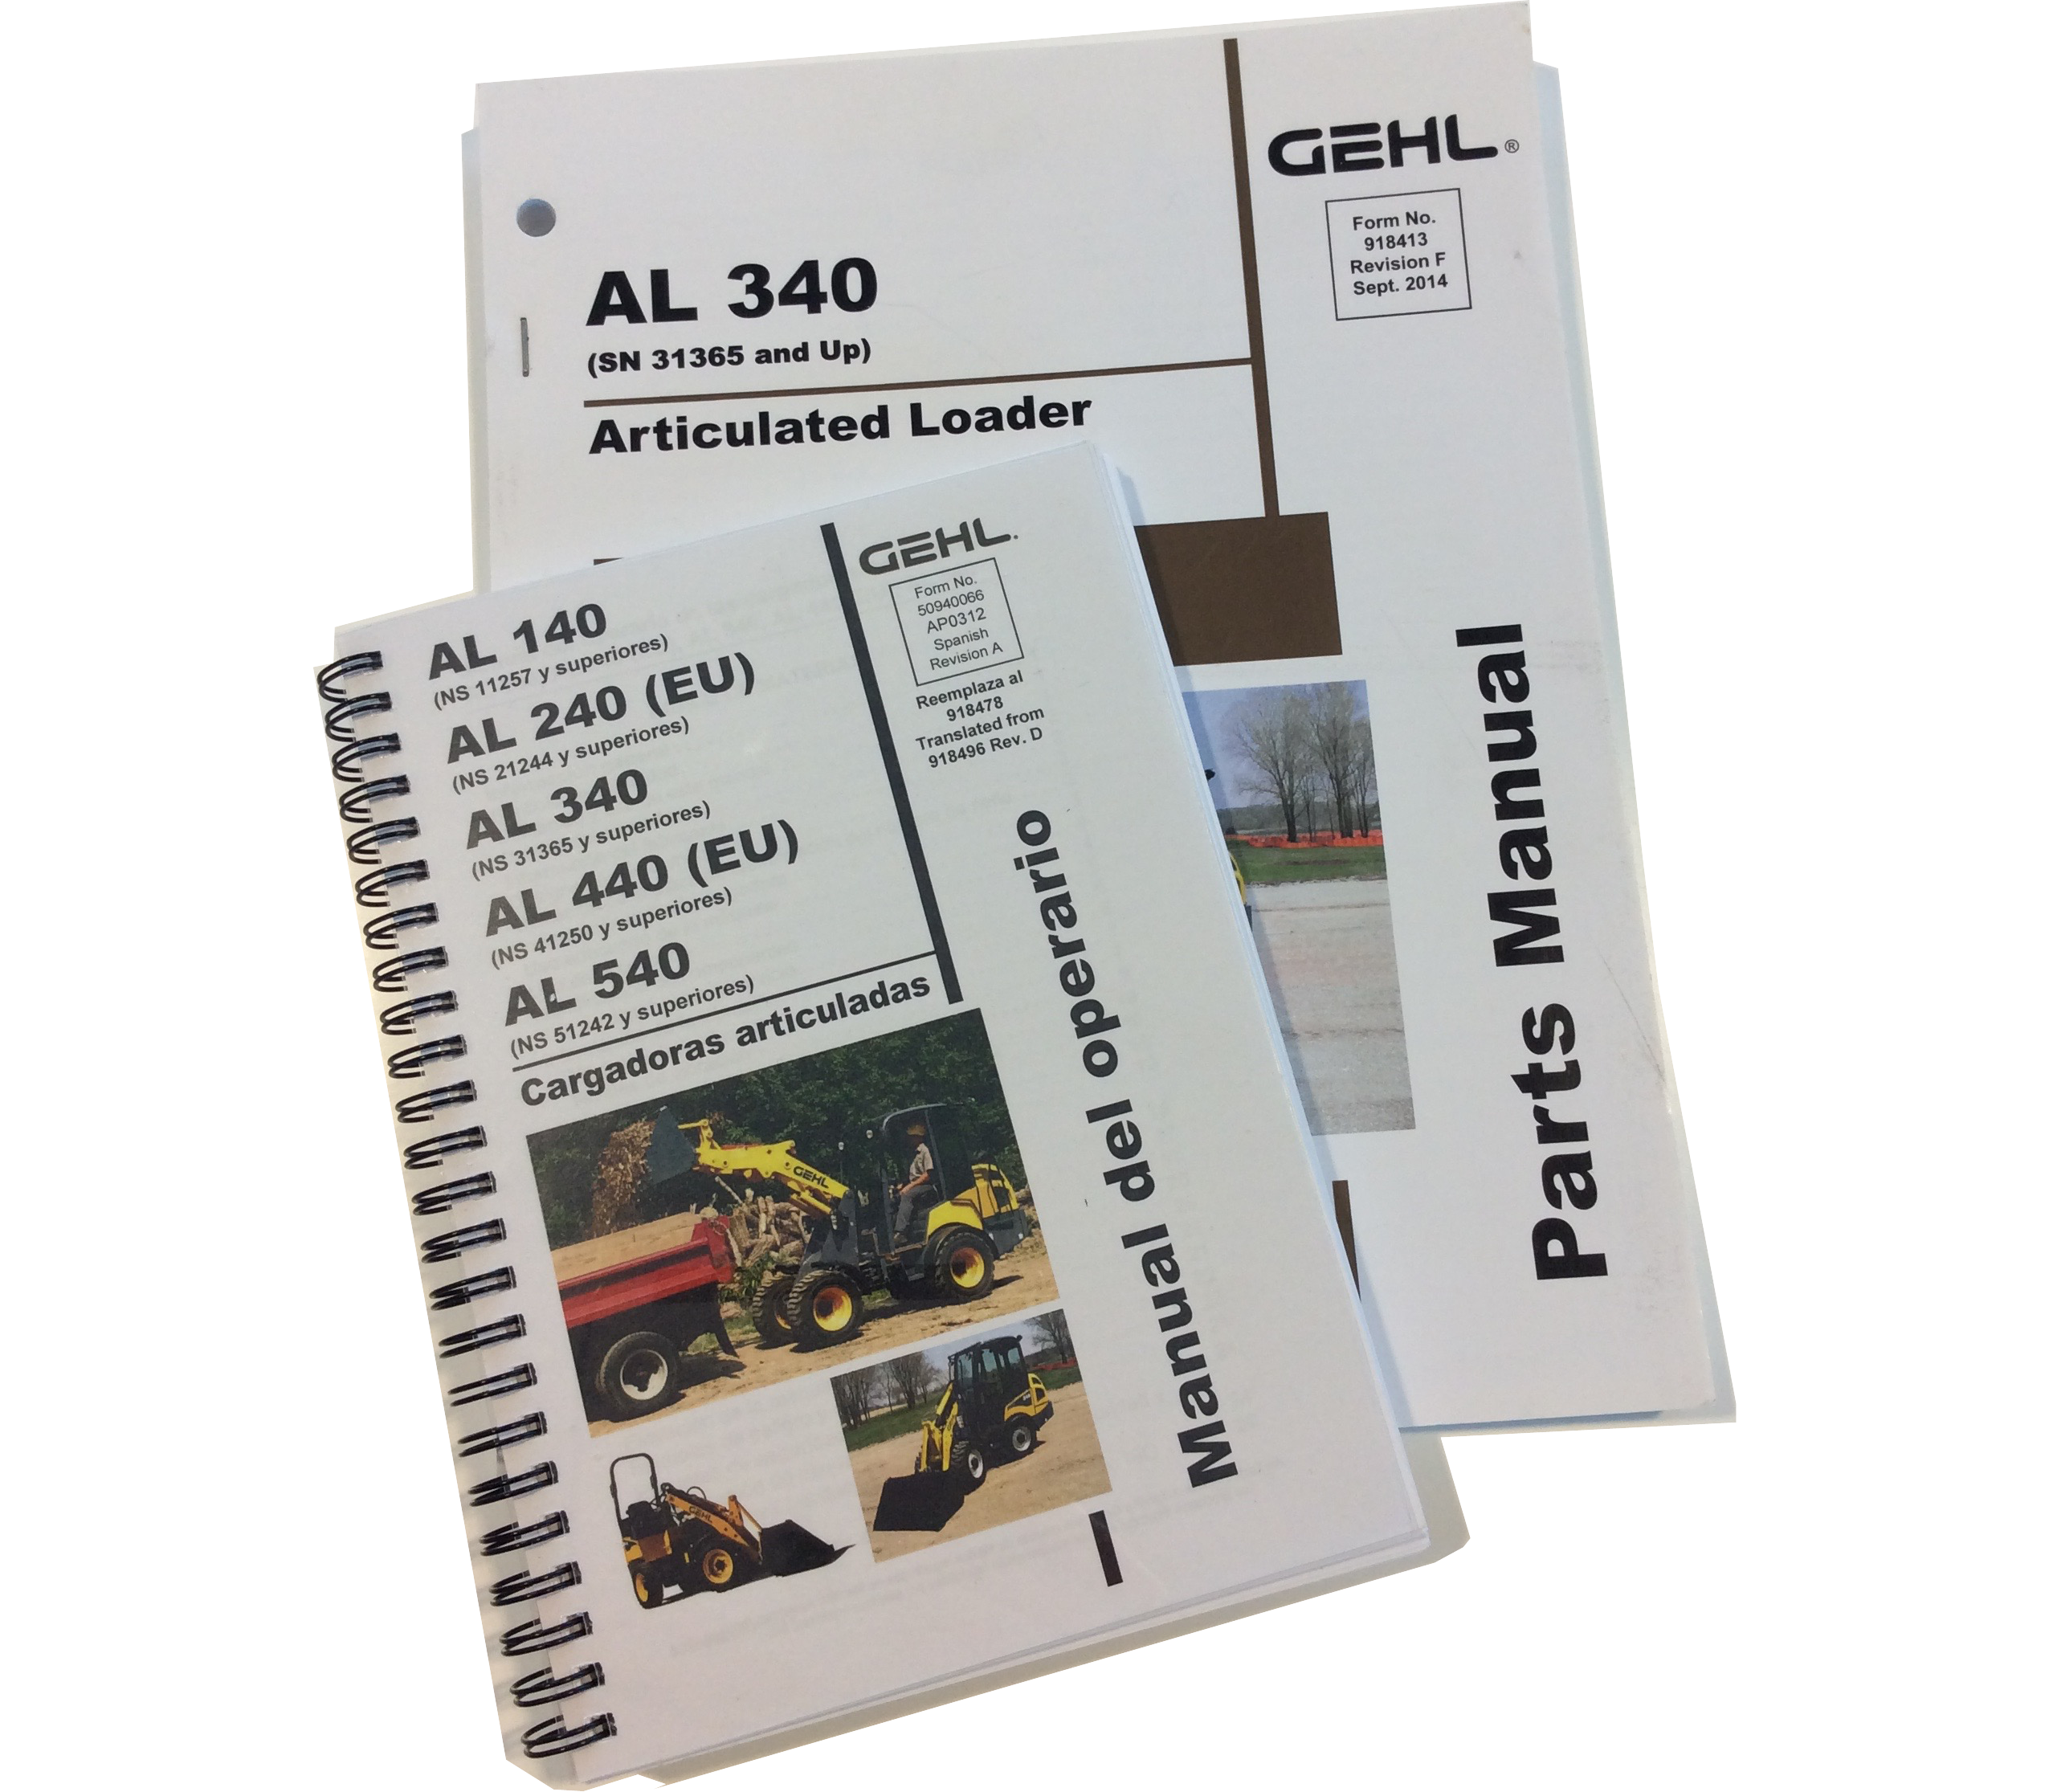 GEHL®
Form No.
918413
Revision F
Sept. 2014
AL 340
(SN 31365 and Up)
Articulated Loader
Parts Manual
GEHL.
Form No.
50940066
AP0312
Spanish
Revision A
Reemplaza al
918478
Translated from
918496 Rev. D
AL 140
(NS 11257 y superiores)
AL 240 (EU)
(NS 21244 y superiores)
AL 340
(NS 31365 y superiores)
AL 440 (EU)
(NS 41250 y superiores)
AL 540
(NS 51242 y superiores)
Cargadoras articuladas
Manual del operario
GEHL
GEHL